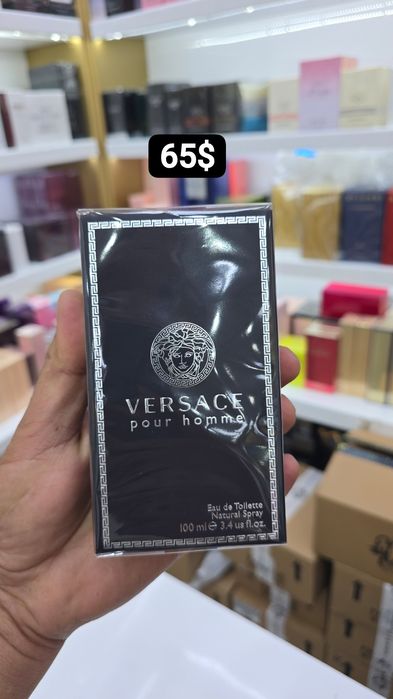 65$
VERSACE
pour homme
Eau de Toilette
Natural Spray
100 ml ℮ 3.4 us fl.oz.